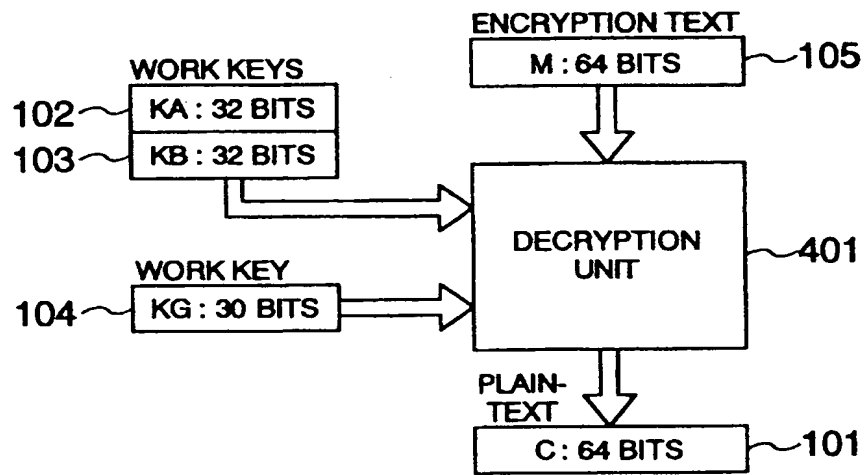 ENCRYPTION TEXT
M : 64 BITS
105
WORK KEYS
102
KA : 32 BITS
103
KB : 32 BITS
DECRYPTION
UNIT
401
WORK KEY
104
KG : 30 BITS
PLAIN-
TEXT
C : 64 BITS
101